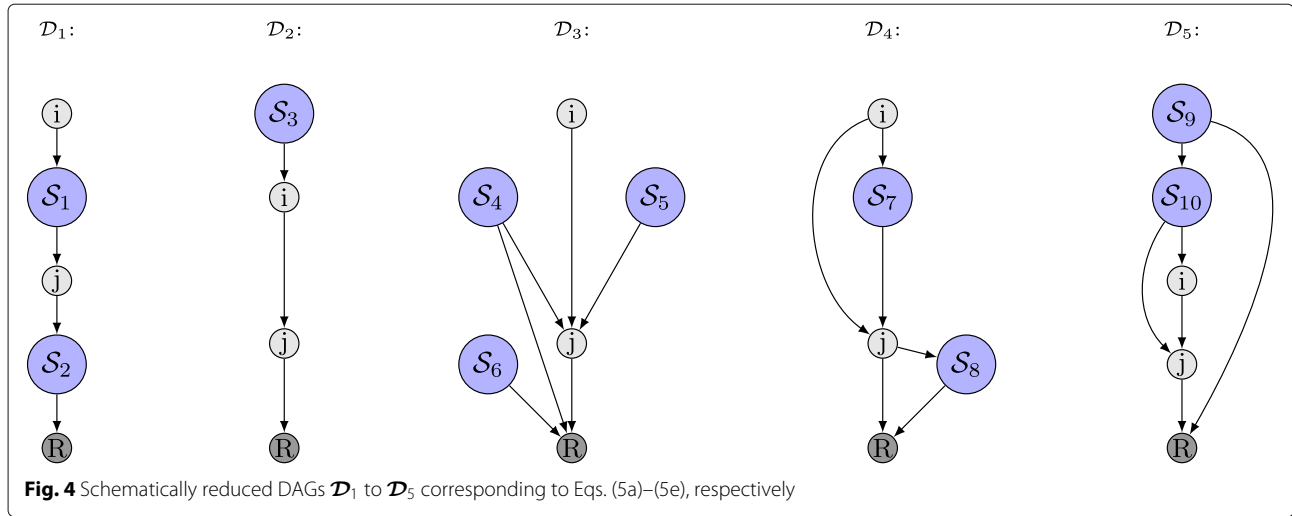 𝒟₁: 𝒟₂: 𝒟₃: 𝒟₄: 𝒟₅:
i 𝒮₃ i i 𝒮₉
𝒮₁ i 𝒮₄ 𝒮₅ 𝒮₇ 𝒮₁₀
j i
j j j
𝒮₂ 𝒮₆ 𝒮₈ j
R R R R R
Fig. 4 Schematically reduced DAGs 𝓓₁ to 𝓓₅ corresponding to Eqs. (5a)–(5e), respectively